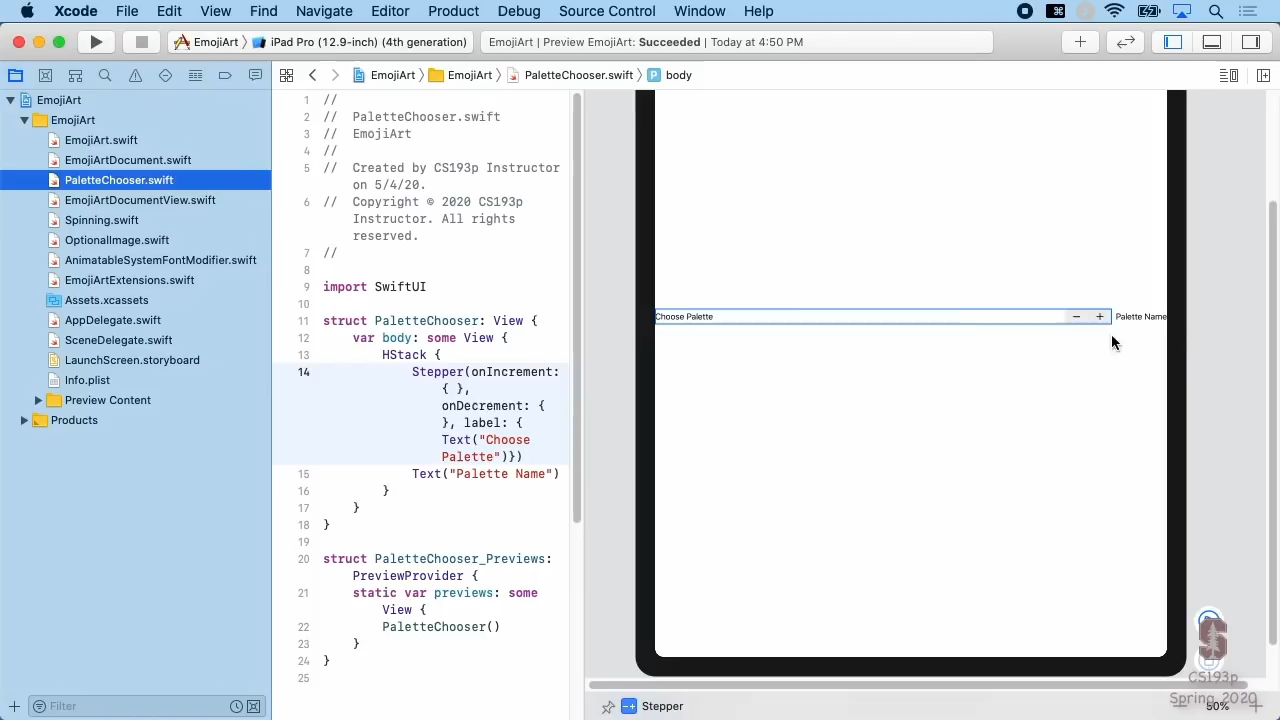 Xcode File Edit View Find Navigate Editor Product Debug Source Control Window Help
EmojiArt iPad Pro (12.9-inch) (4th generation) EmojiArt | Preview EmojiArt: Succeeded | Today at 4:50 PM
EmojiArt EmojiArt PaletteChooser.swift P body
EmojiArt
EmojiArt
EmojiArt.swift
EmojiArtDocument.swift
PaletteChooser.swift
EmojiArtDocumentView.swift
Spinning.swift
OptionalImage.swift
AnimatableSystemFontModifier.swift
EmojiArtExtensions.swift
Assets.xcassets
AppDelegate.swift
SceneDelegate.swift
LaunchScreen.storyboard
Info.plist
Preview Content
Products
Filter
1 //
2 // PaletteChooser.swift
3 // EmojiArt
4 //
5 // Created by CS193p Instructor
on 5/4/20.
6 // Copyright © 2020 CS193p
Instructor. All rights
reserved.
7 //
8
9 import SwiftUI
10
11 struct PaletteChooser: View {
12 var body: some View {
13 HStack {
14 Stepper(onIncrement:
{ },
onDecrement: {
}, label: {
Text("Choose
Palette")})
15 Text("Palette Name")
16 }
17 }
18 }
19
20 struct PaletteChooser_Previews:
PreviewProvider {
21 static var previews: some
View {
22 PaletteChooser()
23 }
24 }
25
Choose Palette − + Palette Name
S
CS193p
Spring 2020
Stepper
50%